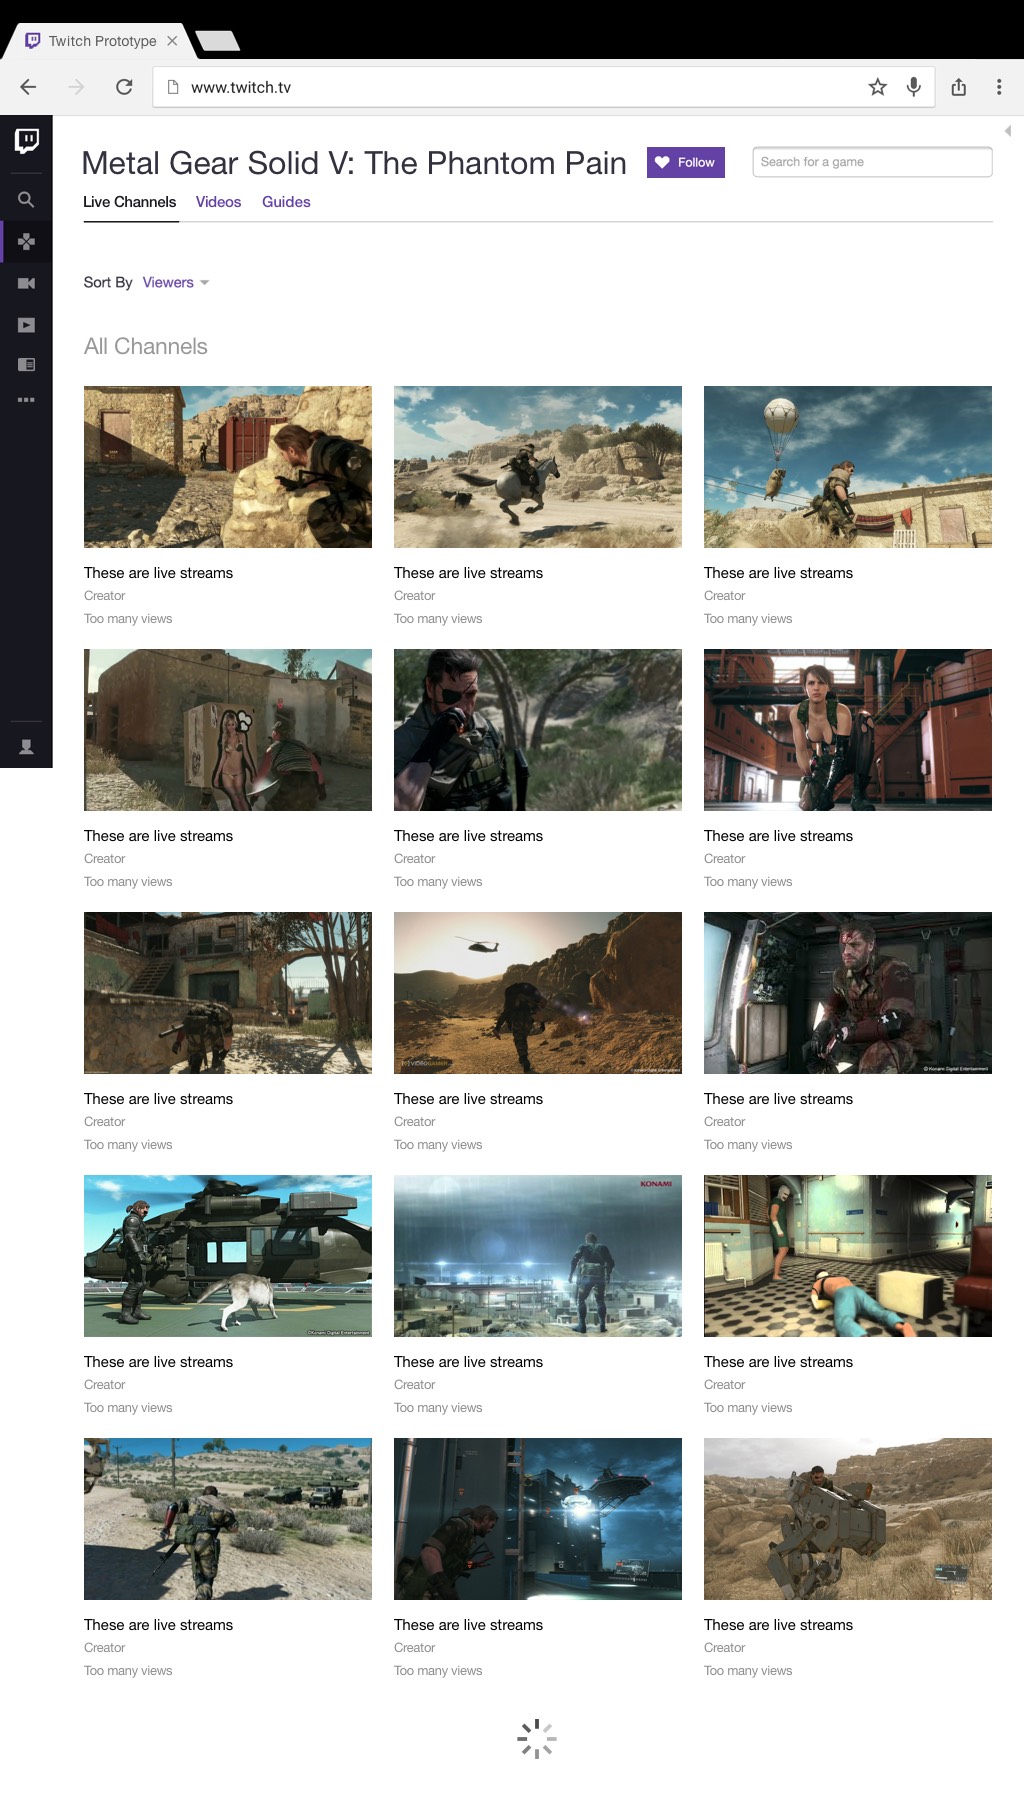 Twitch Prototype
www.twitch.tv
Metal Gear Solid V: The Phantom Pain
Follow
Search for a game
Live Channels Videos Guides
Sort By Viewers
All Channels
These are live streams
Creator
Too many views
These are live streams
Creator
Too many views
These are live streams
Creator
Too many views
These are live streams
Creator
Too many views
These are live streams
Creator
Too many views
These are live streams
Creator
Too many views
VIDEOGAMER
© Konami Digital Entertainment
These are live streams
Creator
Too many views
These are live streams
Creator
Too many views
These are live streams
Creator
Too many views
©Konami Digital Entertainment
KONAMI
These are live streams
Creator
Too many views
These are live streams
Creator
Too many views
These are live streams
Creator
Too many views
These are live streams
Creator
Too many views
These are live streams
Creator
Too many views
These are live streams
Creator
Too many views